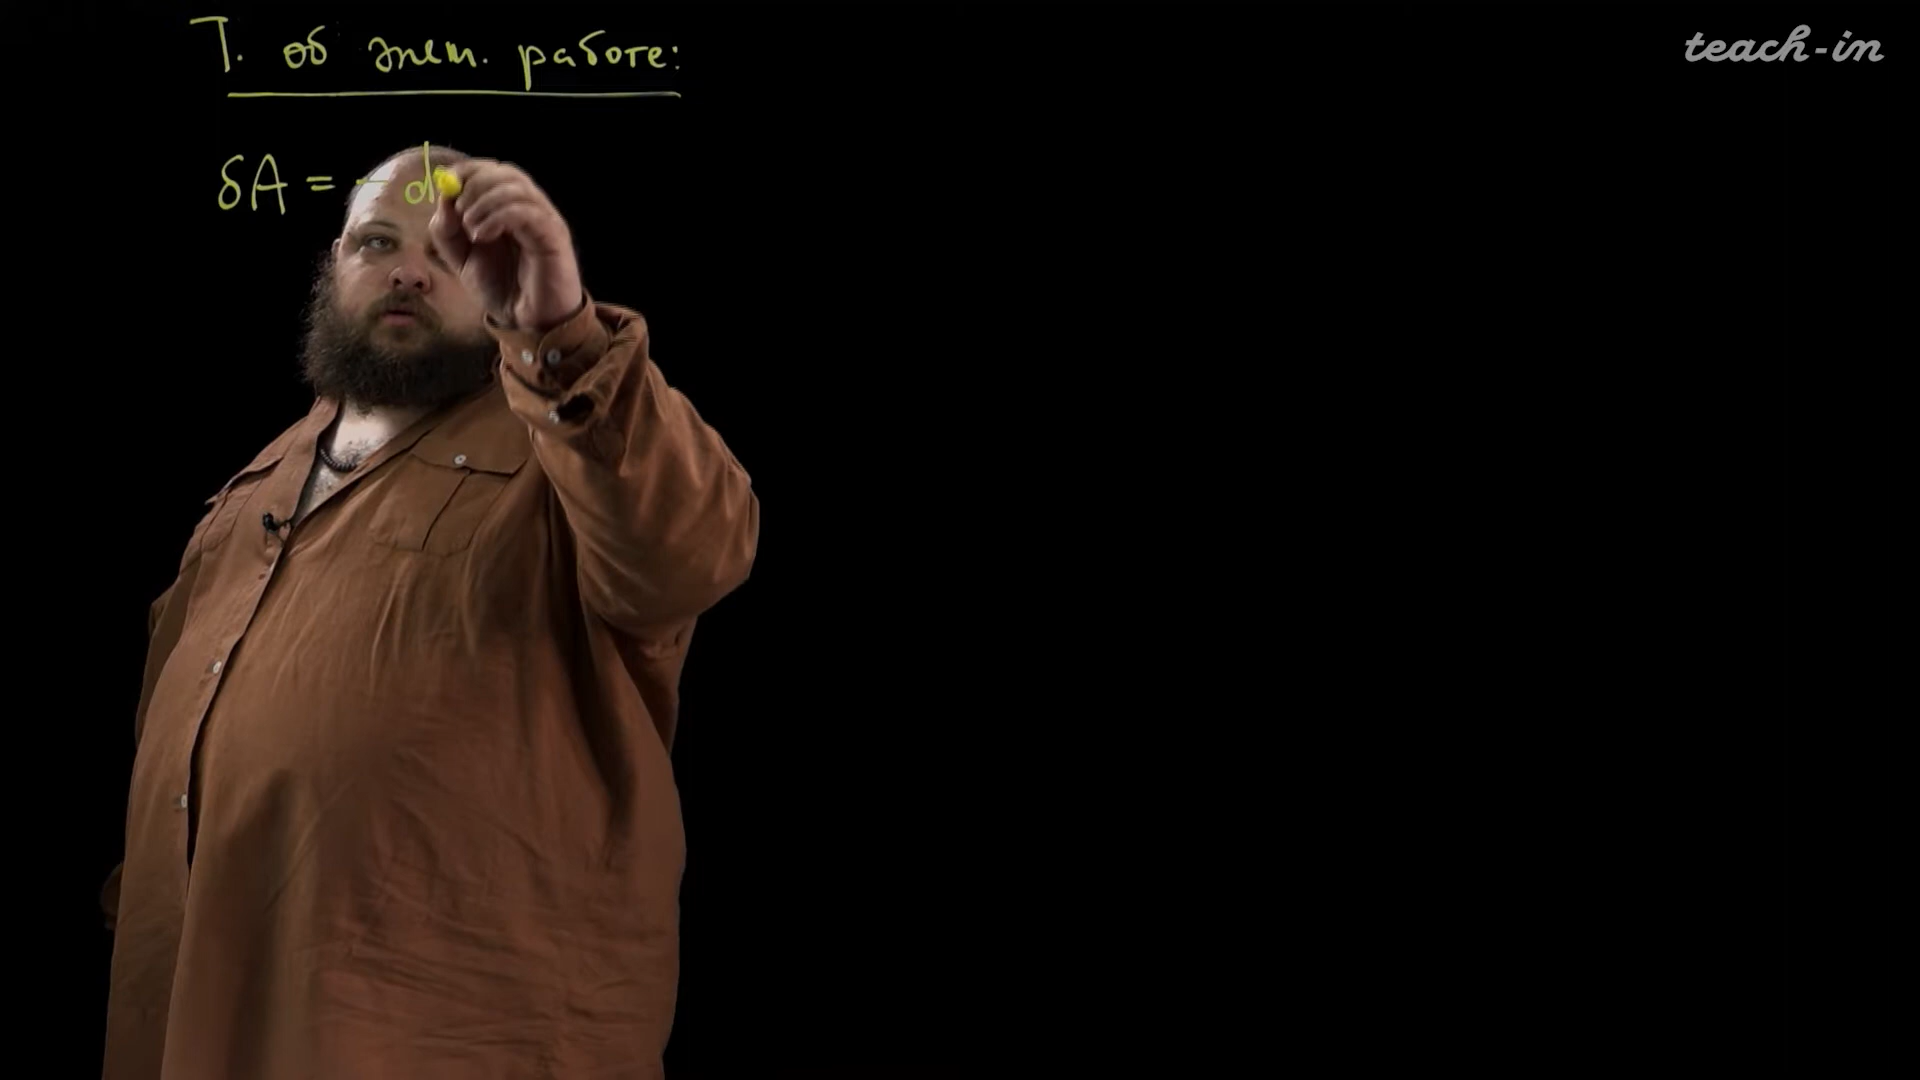 Т. об элем. работе:
teach-in
δA = - d